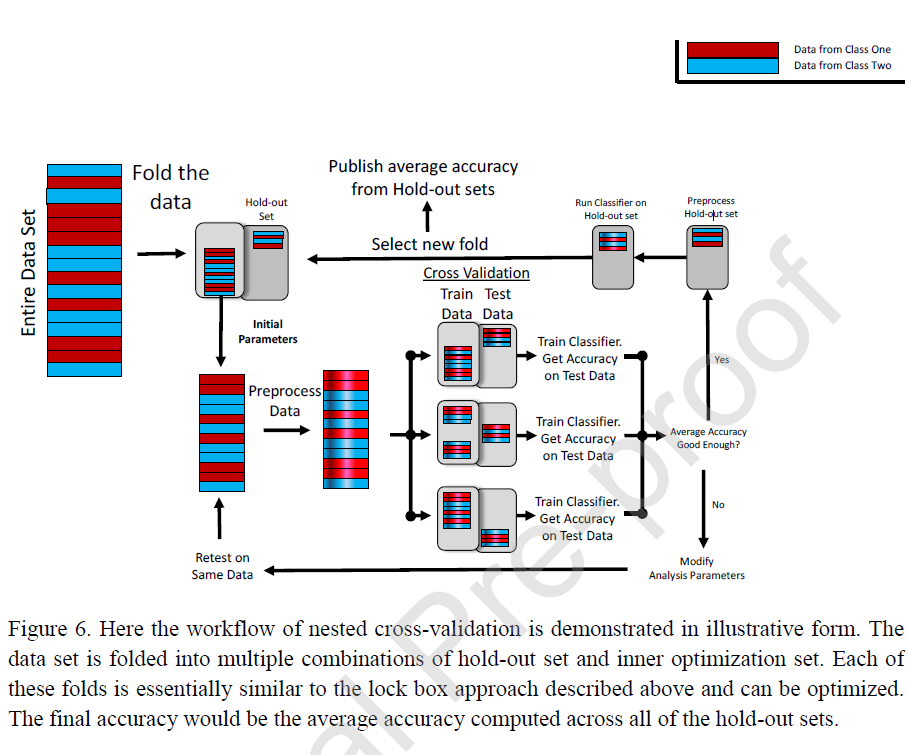 Data from Class One
Data from Class Two
Entire Data Set
Fold the
data
Hold-out
Set
Publish average accuracy
from Hold-out sets
Select new fold
Run Classifier on
Hold-out set
Preprocess
Hold-out set
Cross Validation
Train Test
Data Data
Initial
Parameters
Preprocess
Data
Train Classifier.
Get Accuracy
on Test Data
Train Classifier.
Get Accuracy
on Test Data
Train Classifier.
Get Accuracy
on Test Data
Yes
Average Accuracy
Good Enough?
No
Modify
Analysis Parameters
Retest on
Same Data
Figure 6. Here the workflow of nested cross-validation is demonstrated in illustrative form. The
data set is folded into multiple combinations of hold-out set and inner optimization set. Each of
these folds is essentially similar to the lock box approach described above and can be optimized.
The final accuracy would be the average accuracy computed across all of the hold-out sets.
al Pre-proof